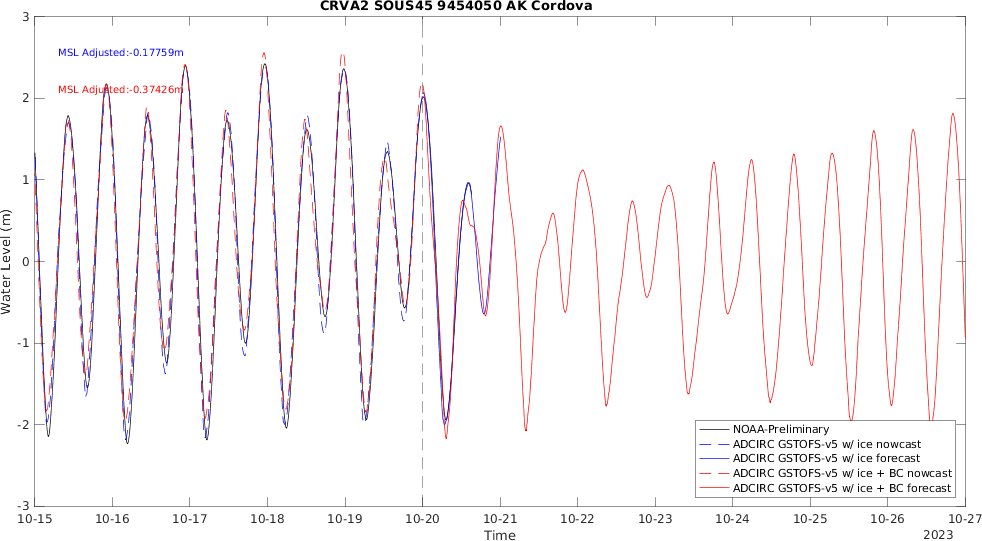 CRVA2 SOUS45 9454050 AK Cordova
MSL Adjusted:-0.17759m
MSL Adjusted:-0.37426m
Water Level (m)
3
2
1
0
-1
-2
-3
NOAA-Preliminary
ADCIRC GSTOFS-v5 w/ ice nowcast
ADCIRC GSTOFS-v5 w/ ice forecast
ADCIRC GSTOFS-v5 w/ ice + BC nowcast
ADCIRC GSTOFS-v5 w/ ice + BC forecast
10-15 10-16 10-17 10-18 10-19 10-20 10-21 10-22 10-23 10-24 10-25 10-26 10-27
Time
2023